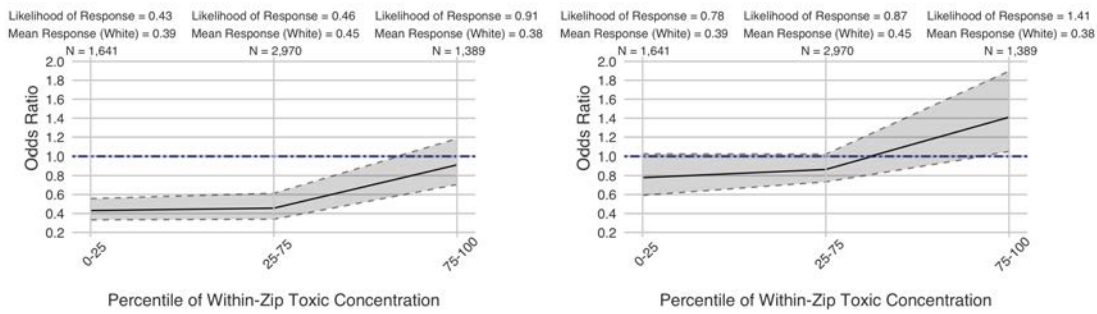 Likelihood of Response = 0.43 Likelihood of Response = 0.46 Likelihood of Response = 0.91
Mean Response (White) = 0.39 Mean Response (White) = 0.45 Mean Response (White) = 0.38
N = 1,641 N = 2,970 N = 1,389
2.0
1.8
1.6
1.4
1.2
1.0
0.8
0.6
0.4
0.2
Odds Ratio
0-25 25-75 75-100
Percentile of Within-Zip Toxic Concentration
Likelihood of Response = 0.78 Likelihood of Response = 0.87 Likelihood of Response = 1.41
Mean Response (White) = 0.39 Mean Response (White) = 0.45 Mean Response (White) = 0.38
N = 1,641 N = 2,970 N = 1,389
2.0
1.8
1.6
1.4
1.2
1.0
0.8
0.6
0.4
0.2
Odds Ratio
0-25 25-75 75-100
Percentile of Within-Zip Toxic Concentration